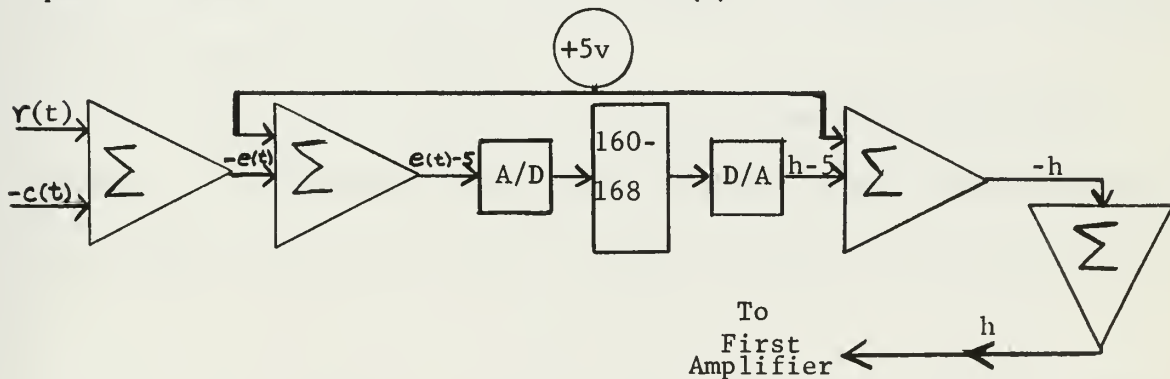 +5v
r(t)
-c(t)
Σ
-e(t)
Σ
e(t)-5
A/D
160-
168
D/A
h-5
Σ
-h
Σ
h
To
First
Amplifier